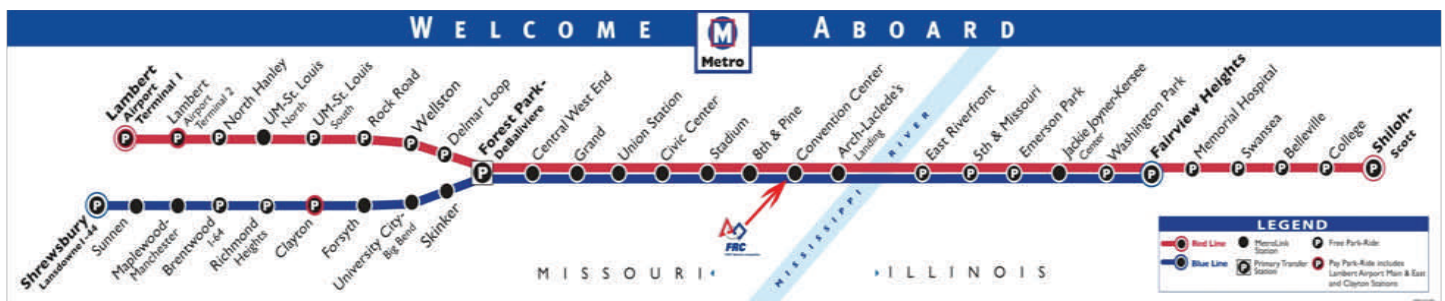 WELCOME ABOARD
M
Metro
Lambert
Airport
Terminal 1
Lambert
Airport
Terminal 2
North Hanley
UM-St. Louis
North
UM-St. Louis
South
Rock Road
Wellston
Delmar Loop
Forest Park-
DeBaliviere
Central West End
Grand
Union Station
Civic Center
Stadium
8th & Pine
Convention Center
Arch-Laclede's
Landing
East Riverfront
5th & Missouri
Emerson Park
Jackie Joyner-Kersee
Center
Washington Park
Fairview Heights
Memorial Hospital
Swansea
Belleville
College
Shiloh-
Scott
P
Shrewsbury
Lansdowne I-44
Sunnen
Maplewood-
Manchester
Brentwood
I-64
Richmond
Heights
Clayton
Forsyth
University City-
Big Bend
Skinker
FRC
MISSISSIPPI RIVER
MISSOURI
ILLINOIS
LEGEND
Red Line
MetroLink
Station
P Free Park-Ride
Blue Line
P Primary Transfer
Station
P Pay Park-Ride includes
Lambert Airport Main & East
and Clayton Stations